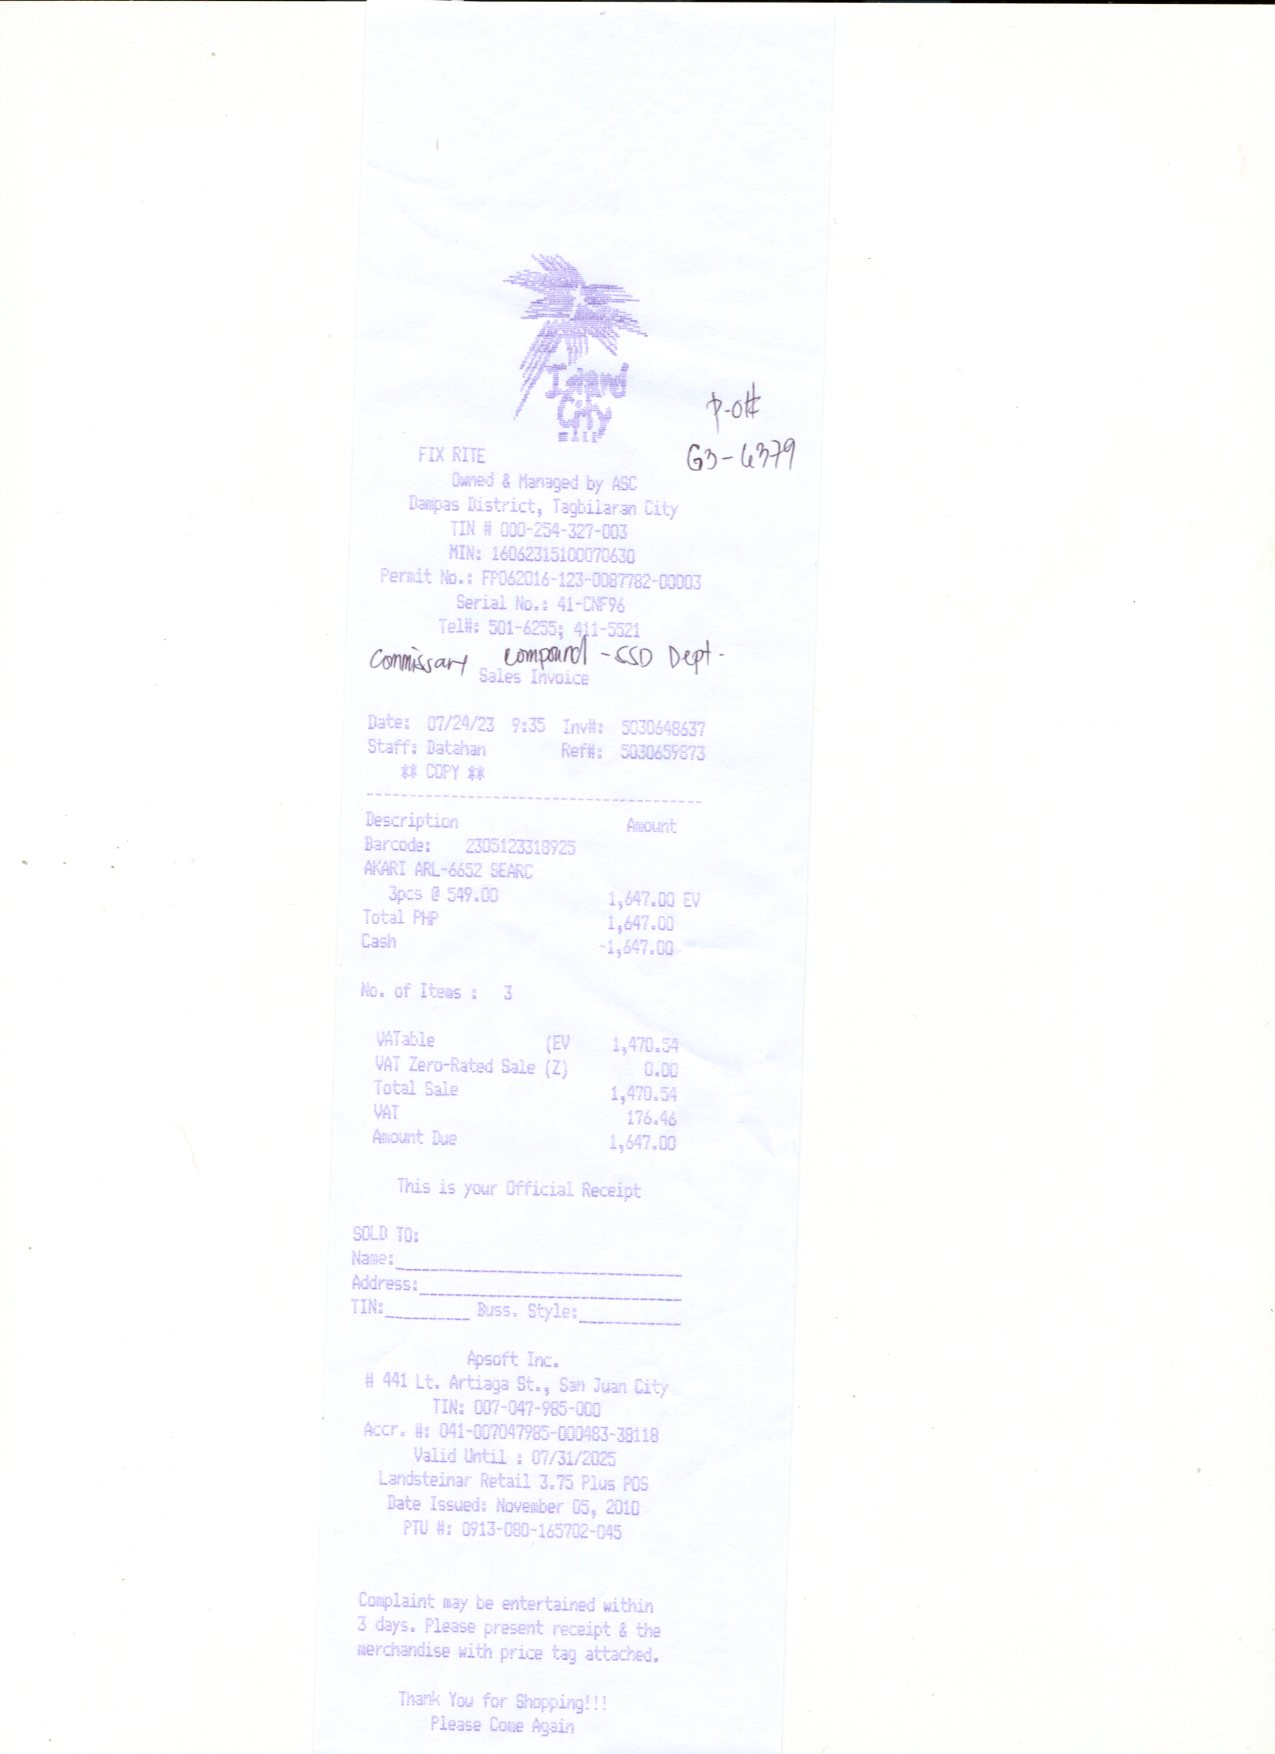 Island
City
P.O#
G3-6379
FIX RITE
Owned & Managed by ASC
Dampas District, Tagbilaran City
TIN # 000-254-327-003
MIN: 16062315100070630
Permit No.: FP062016-123-0087782-00003
Serial No.: 41-CNF96
Tel#: 501-6255; 411-5521
Commissary compound - SSD Dept.
Sales Invoice
Date: 07/24/23 9:35 Inv#: 5030648637
Staff: Datahan Ref#: 5030659873
** COPY **
Description Amount
Barcode: 2305123318925
AKARI ARL-6652 SEARC
3pcs @ 549.00 1,647.00 EV
Total PHP 1,647.00
Cash -1,647.00
No. of Items : 3
VATable (EV 1,470.54
VAT Zero-Rated Sale (Z) 0.00
Total Sale 1,470.54
VAT 176.46
Amount Due 1,647.00
This is your Official Receipt
SOLD TO:
Name:
Address:
TIN: Buss. Style:
Apsoft Inc.
# 441 Lt. Artiaga St., San Juan City
TIN: 007-047-985-000
Accr. #: 041-007047985-000483-38118
Valid Until : 07/31/2025
Landsteinar Retail 3.75 Plus POS
Date Issued: November 05, 2010
PTU #: 0913-080-165702-045
Complaint may be entertained within
3 days. Please present receipt & the
merchandise with price tag attached.
Thank You for Shopping!!!
Please Come Again